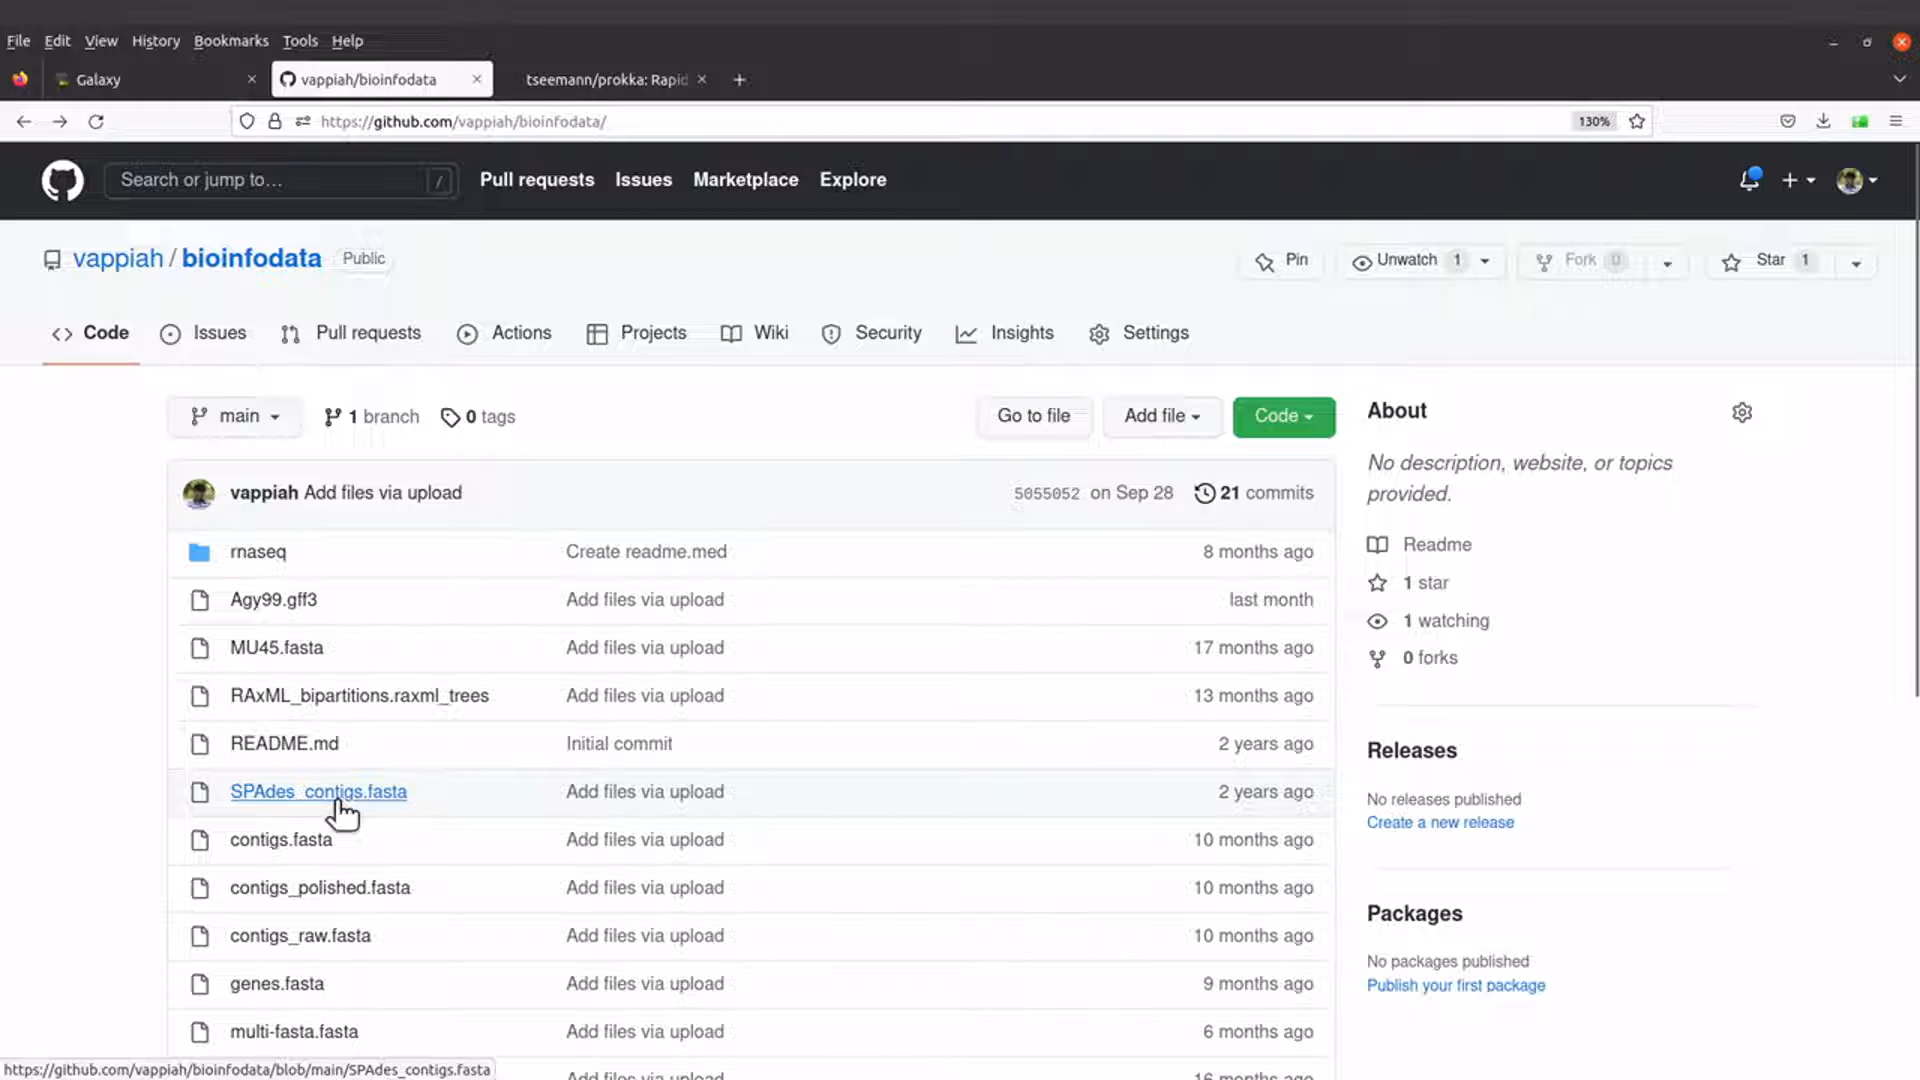 File Edit View History Bookmarks Tools Help
Galaxy
vappiah/bioinfodata
tseemann/prokka: Rapid
https://github.com/vappiah/bioinfodata/
130%
Search or jump to…
/
Pull requests Issues Marketplace Explore
vappiah / bioinfodata Public
Pin
Unwatch 1
Fork 0
Star 1
Code Issues Pull requests Actions Projects Wiki Security Insights Settings
main 1 branch 0 tags
Go to file Add file Code
vappiah Add files via upload 5055052 on Sep 28 21 commits
rnaseq Create readme.med 8 months ago
Agy99.gff3 Add files via upload last month
MU45.fasta Add files via upload 17 months ago
RAxML_bipartitions.raxml_trees Add files via upload 13 months ago
README.md Initial commit 2 years ago
SPAdes_contigs.fasta Add files via upload 2 years ago
contigs.fasta Add files via upload 10 months ago
contigs_polished.fasta Add files via upload 10 months ago
contigs_raw.fasta Add files via upload 10 months ago
genes.fasta Add files via upload 9 months ago
multi-fasta.fasta Add files via upload 6 months ago
Add files via upload 16 months ago
About
No description, website, or topics
provided.
Readme
1 star
1 watching
0 forks
Releases
No releases published
Create a new release
Packages
No packages published
Publish your first package
https://github.com/vappiah/bioinfodata/blob/main/SPAdes_contigs.fasta